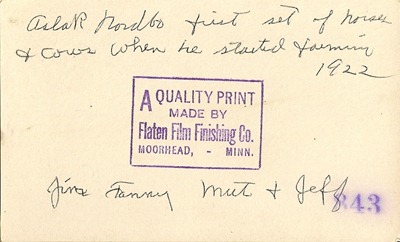 Aslak Nordbo first set of horses
& cows when he started farming
1922
A QUALITY PRINT
MADE BY
Flaten Film Finishing Co.
MOORHEAD, - MINN.
Jim & Fanny Mut & Jeff
843